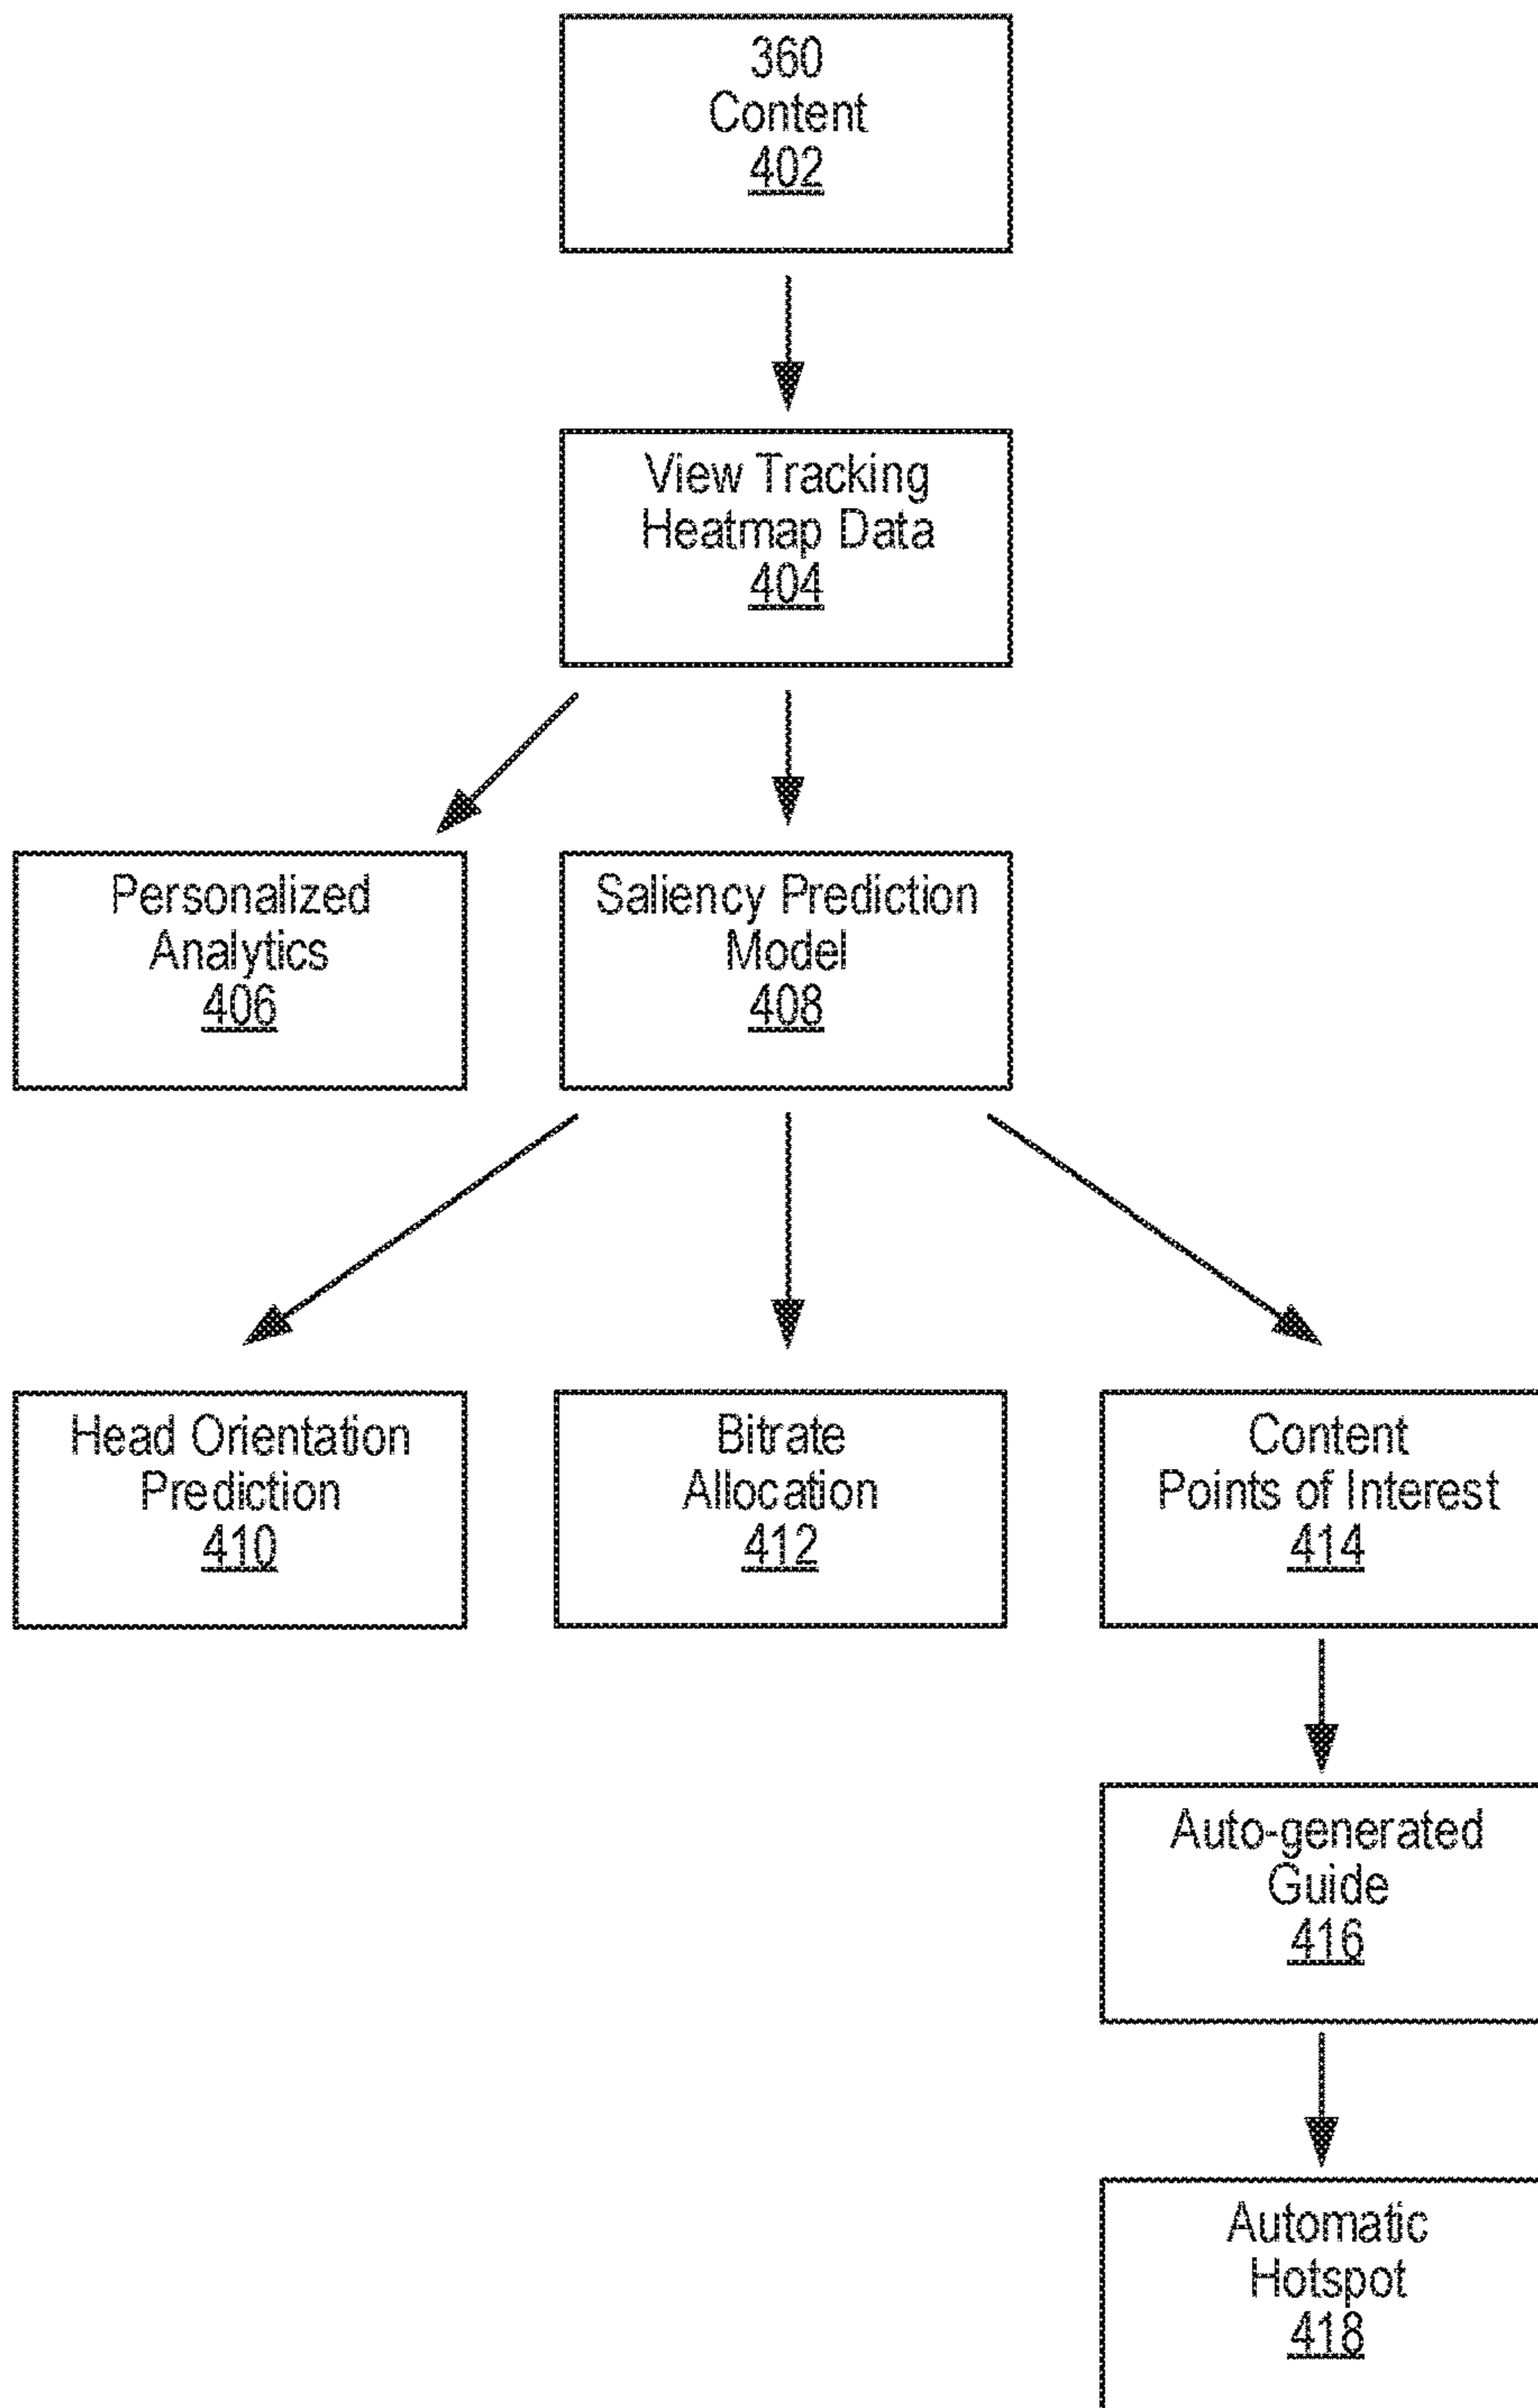 360
Content
402
View Tracking
Heatmap Data
404
Personalized
Analytics
406
Saliency Prediction
Model
408
Head Orientation
Prediction
410
Bitrate
Allocation
412
Content
Points of Interest
414
Auto-generated
Guide
416
Automatic
Hotspot
418